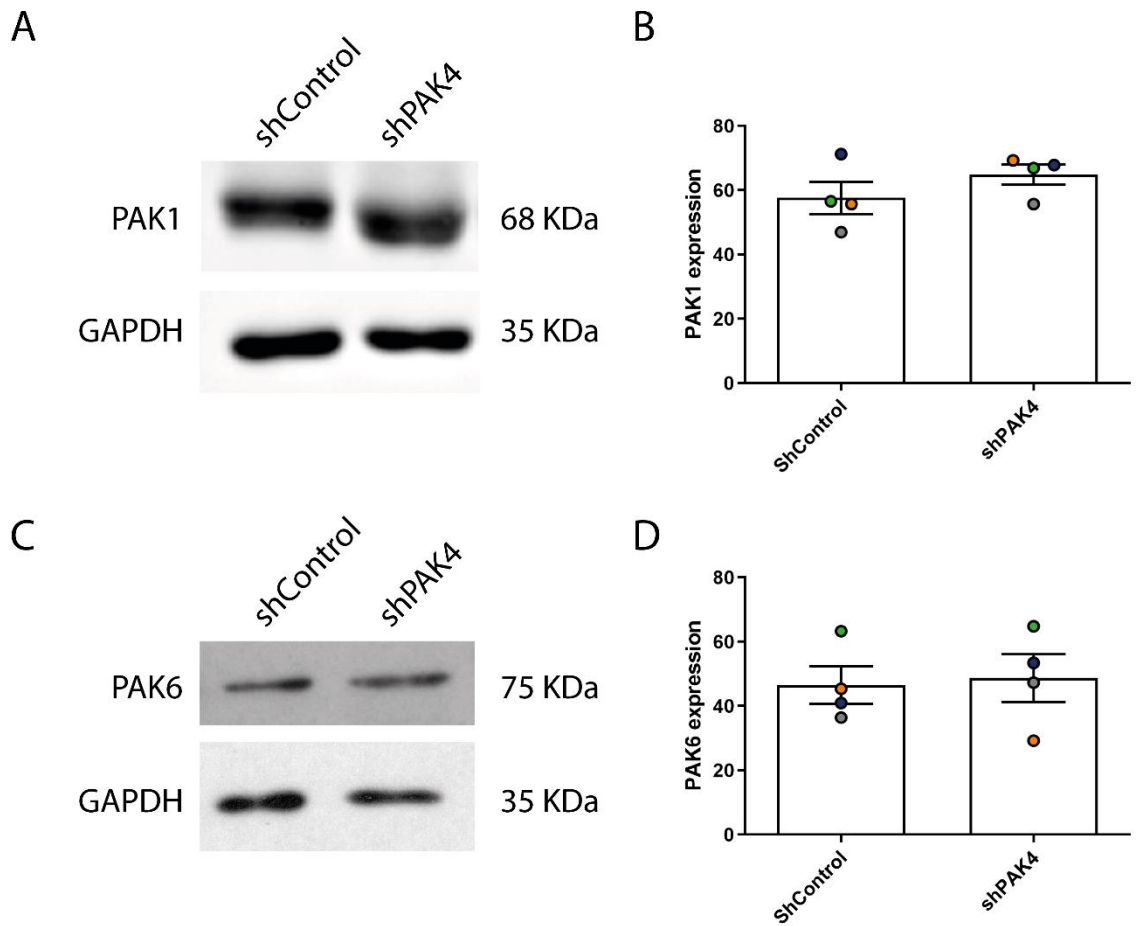 A
shControl
shPAK4
PAK1
68 KDa
GAPDH
35 KDa
B
80
60
40
20
0
PAK1 expression
ShControl
shPAK4
C
shControl
shPAK4
PAK6
75 KDa
GAPDH
35 KDa
D
80
60
40
20
0
PAK6 expression
ShControl
shPAK4